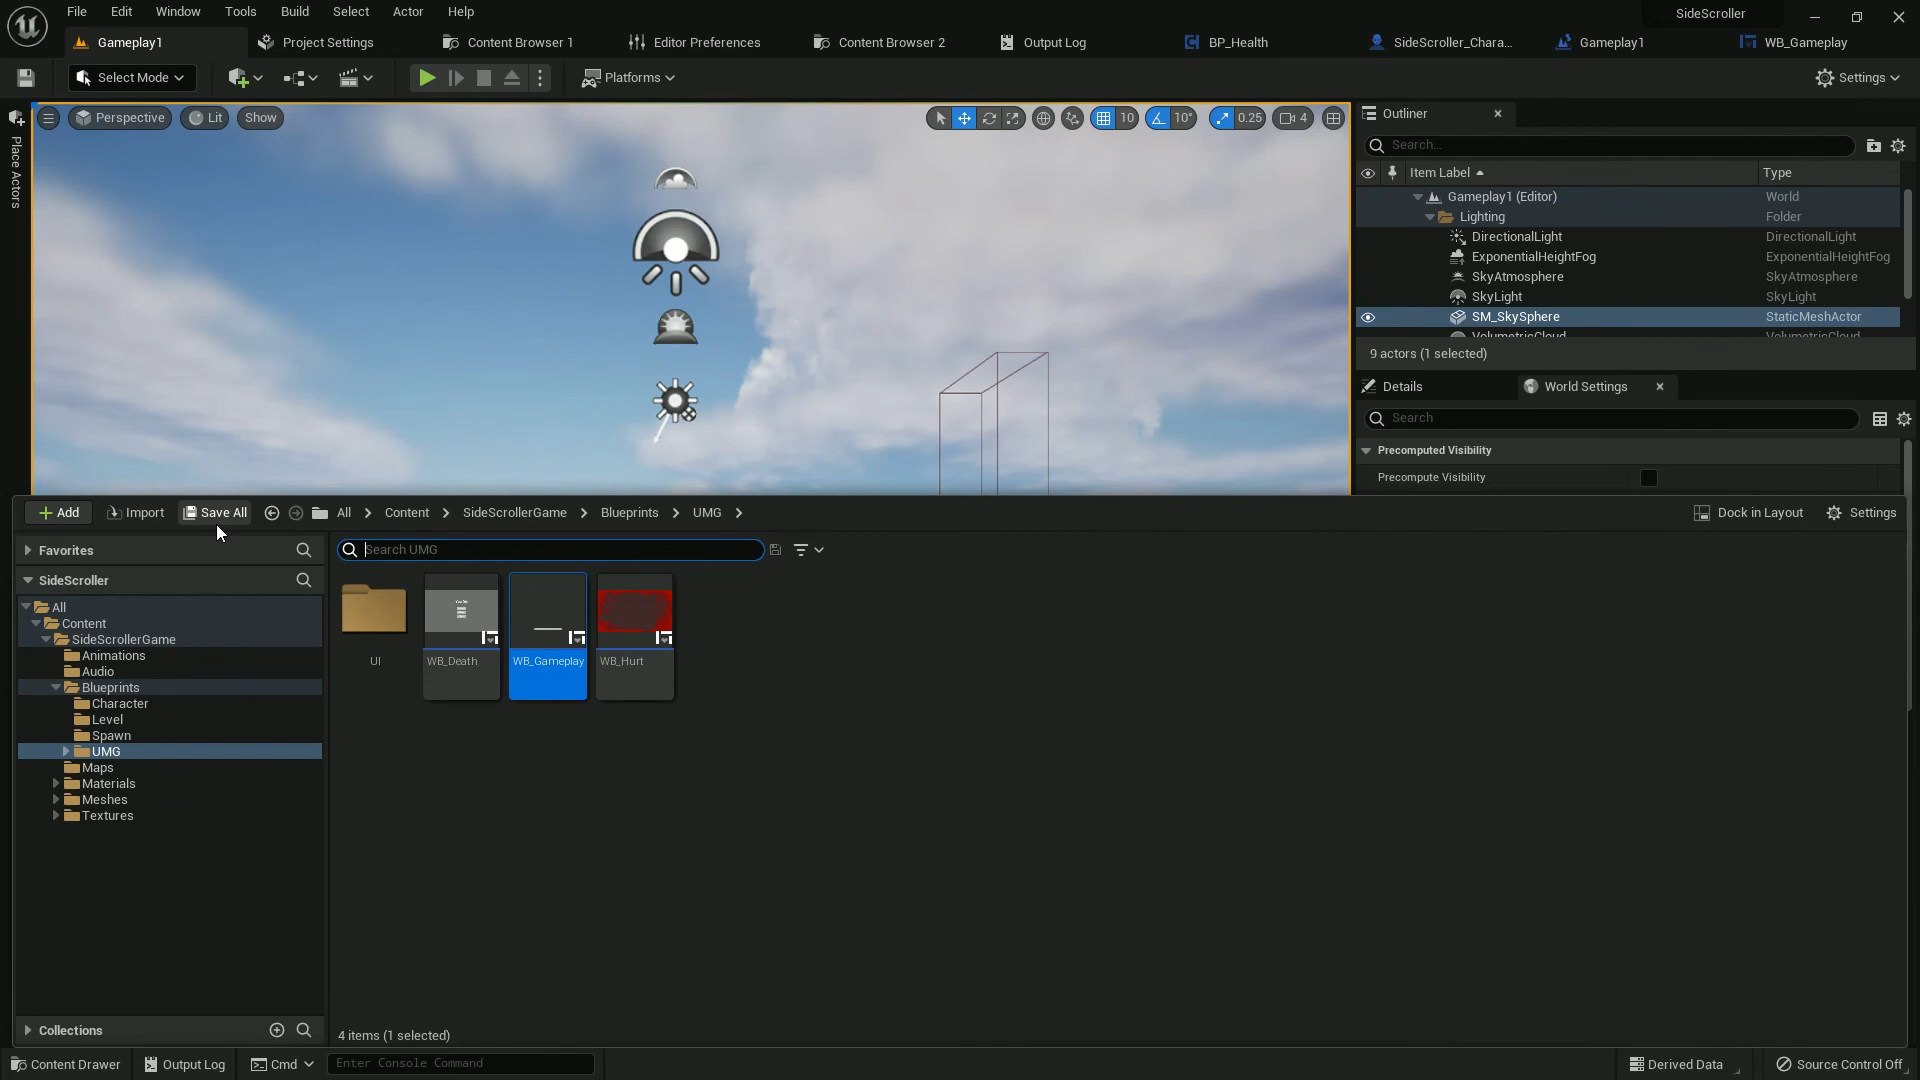 File Edit Window Tools Build Select Actor Help
SideScroller
Gameplay1 Project Settings Content Browser 1 Editor Preferences Content Browser 2 Output Log BP_Health SideScroller_Chara... Gameplay1 WB_Gameplay
Select Mode Platforms Settings
Place Actors
Perspective Lit Show 10 10° 0.25 4
Outliner
Search...
Item Label Type
Gameplay1 (Editor) World
Lighting Folder
DirectionalLight DirectionalLight
ExponentialHeightFog ExponentialHeightFog
SkyAtmosphere SkyAtmosphere
SkyLight SkyLight
SM_SkySphere StaticMeshActor
VolumetricCloud VolumetricCloud
9 actors (1 selected)
Details World Settings
Search
Precomputed Visibility
Precompute Visibility
Add Import Save All All Content SideScrollerGame Blueprints UMG Dock in Layout Settings
Favorites
Search UMG
SideScroller
All
Content
SideScrollerGame
Animations
Audio
Blueprints
Character
Level
Spawn
UMG
Maps
Materials
Meshes
Textures
UI WB_Death WB_Gameplay WB_Hurt
Collections
4 items (1 selected)
Content Drawer Output Log Cmd Enter Console Command Derived Data Source Control Off